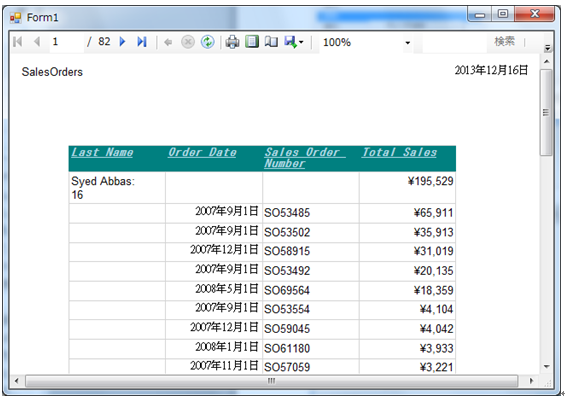 Form1
1 / 82 100% 検索
SalesOrders 2013年12月16日
Last Name Order Date Sales Order Number Total Sales
Syed Abbas: 16 ¥195,529
2007年9月1日 SO53485 ¥65,911
2007年9月1日 SO53502 ¥35,913
2007年12月1日 SO58915 ¥31,019
2007年9月1日 SO53492 ¥20,135
2008年5月1日 SO69564 ¥18,359
2007年9月1日 SO53554 ¥4,104
2007年12月1日 SO59045 ¥4,042
2008年1月1日 SO61180 ¥3,933
2007年11月1日 SO57059 ¥3,221